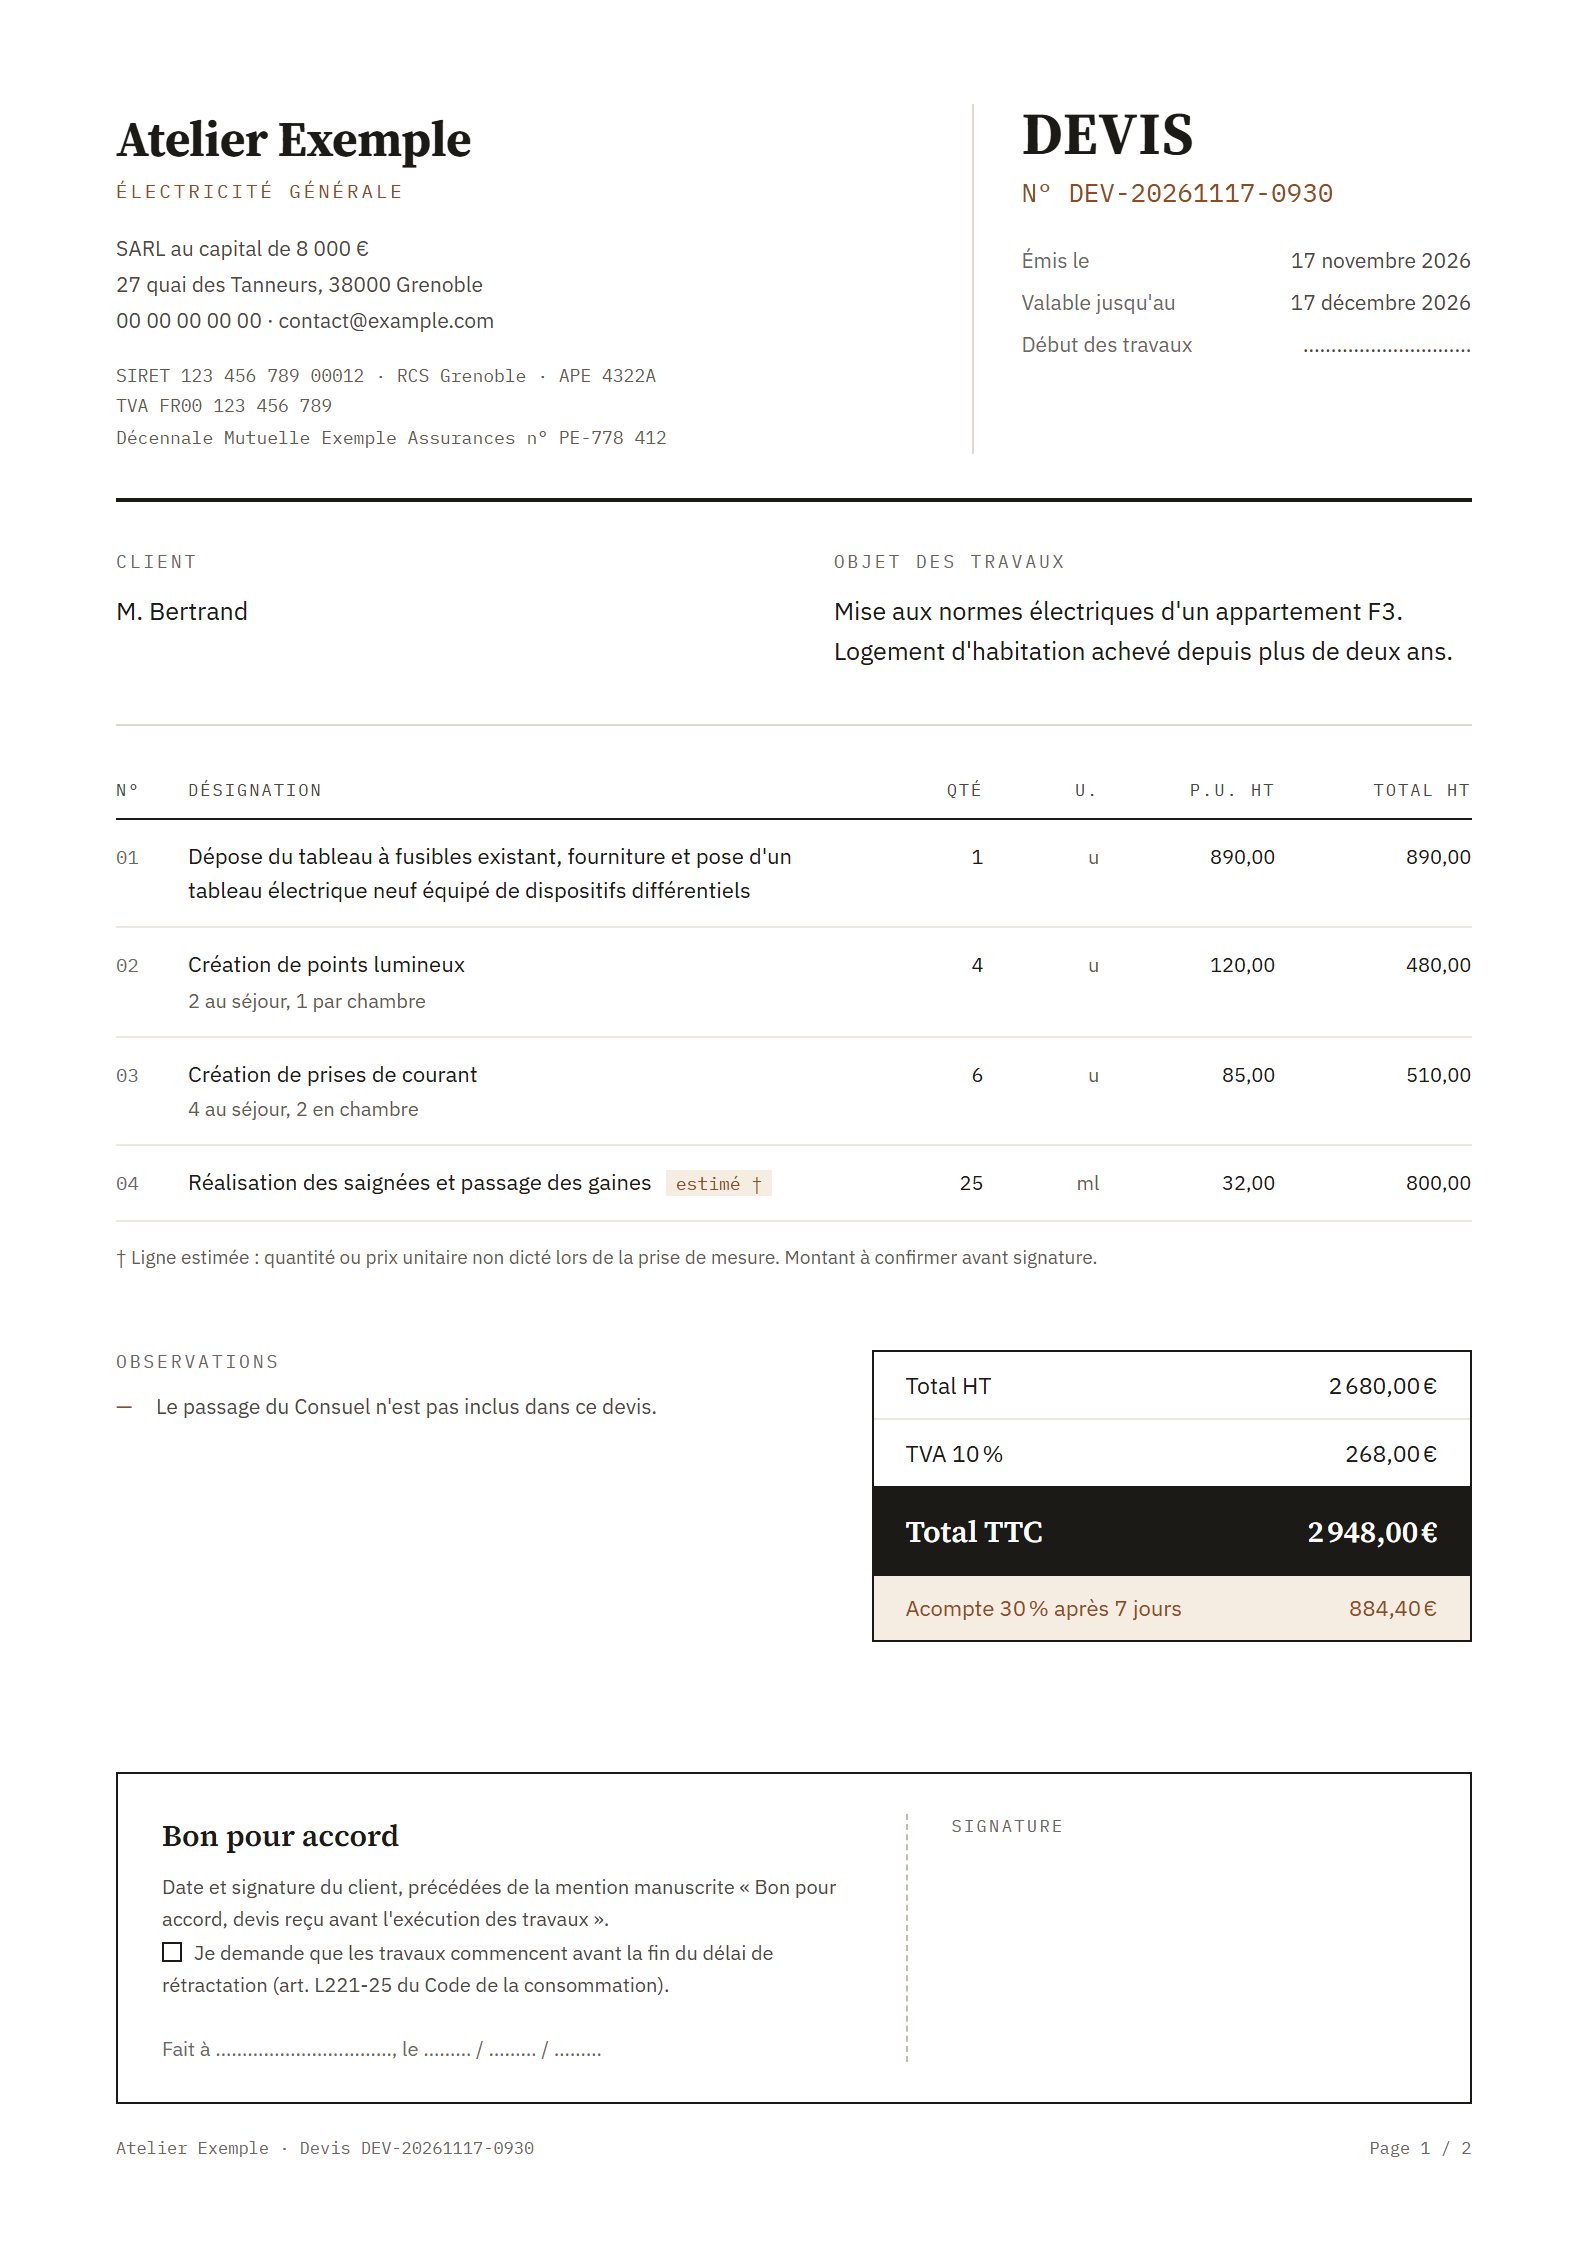 Atelier Exemple
ÉLECTRICITÉ GÉNÉRALE
SARL au capital de 8 000 €
27 quai des Tanneurs, 38000 Grenoble
00 00 00 00 00 · contact@example.com
SIRET 123 456 789 00012 · RCS Grenoble · APE 4322A
TVA FR00 123 456 789
Décennale Mutuelle Exemple Assurances n° PE-778 412
DEVIS
N° DEV-20261117-0930
Émis le 17 novembre 2026
Valable jusqu'au 17 décembre 2026
Début des travaux ..............................
CLIENT
M. Bertrand
OBJET DES TRAVAUX
Mise aux normes électriques d'un appartement F3.
Logement d'habitation achevé depuis plus de deux ans.
N° DÉSIGNATION QTÉ U. P.U. HT TOTAL HT
01 Dépose du tableau à fusibles existant, fourniture et pose d'un 1 u 890,00 890,00
tableau électrique neuf équipé de dispositifs différentiels
02 Création de points lumineux 4 u 120,00 480,00
2 au séjour, 1 par chambre
03 Création de prises de courant 6 u 85,00 510,00
4 au séjour, 2 en chambre
04 Réalisation des saignées et passage des gaines estimé † 25 ml 32,00 800,00
† Ligne estimée : quantité ou prix unitaire non dicté lors de la prise de mesure. Montant à confirmer avant signature.
OBSERVATIONS
— Le passage du Consuel n'est pas inclus dans ce devis.
Total HT 2 680,00 €
TVA 10 % 268,00 €
Total TTC 2 948,00 €
Acompte 30 % après 7 jours 884,40 €
Bon pour accord
Date et signature du client, précédées de la mention manuscrite « Bon pour
accord, devis reçu avant l'exécution des travaux ».
☐ Je demande que les travaux commencent avant la fin du délai de
rétractation (art. L221-25 du Code de la consommation).
Fait à ................................., le ......... / ......... / .........
SIGNATURE
Atelier Exemple · Devis DEV-20261117-0930
Page 1 / 2